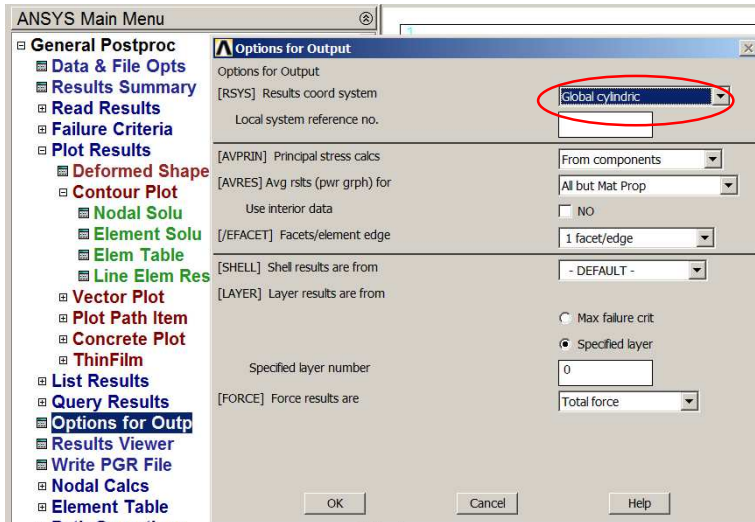 ANSYS Main Menu
General Postproc
Data & File Opts
Results Summary
Read Results
Failure Criteria
Plot Results
Deformed Shape
Contour Plot
Nodal Solu
Element Solu
Elem Table
Line Elem Res
Vector Plot
Plot Path Item
Concrete Plot
ThinFilm
List Results
Query Results
Options for Outp
Results Viewer
Write PGR File
Nodal Calcs
Element Table
1
Options for Output
Options for Output
[RSYS] Results coord system Global cylindric
Local system reference no.
[AVPRIN] Principal stress calcs From components
[AVRES] Avg rslts (pwr grph) for All but Mat Prop
Use interior data NO
[/EFACET] Facets/element edge 1 facet/edge
[SHELL] Shell results are from - DEFAULT -
[LAYER] Layer results are from
Max failure crit
Specified layer
Specified layer number 0
[FORCE] Force results are Total force
OK Cancel Help